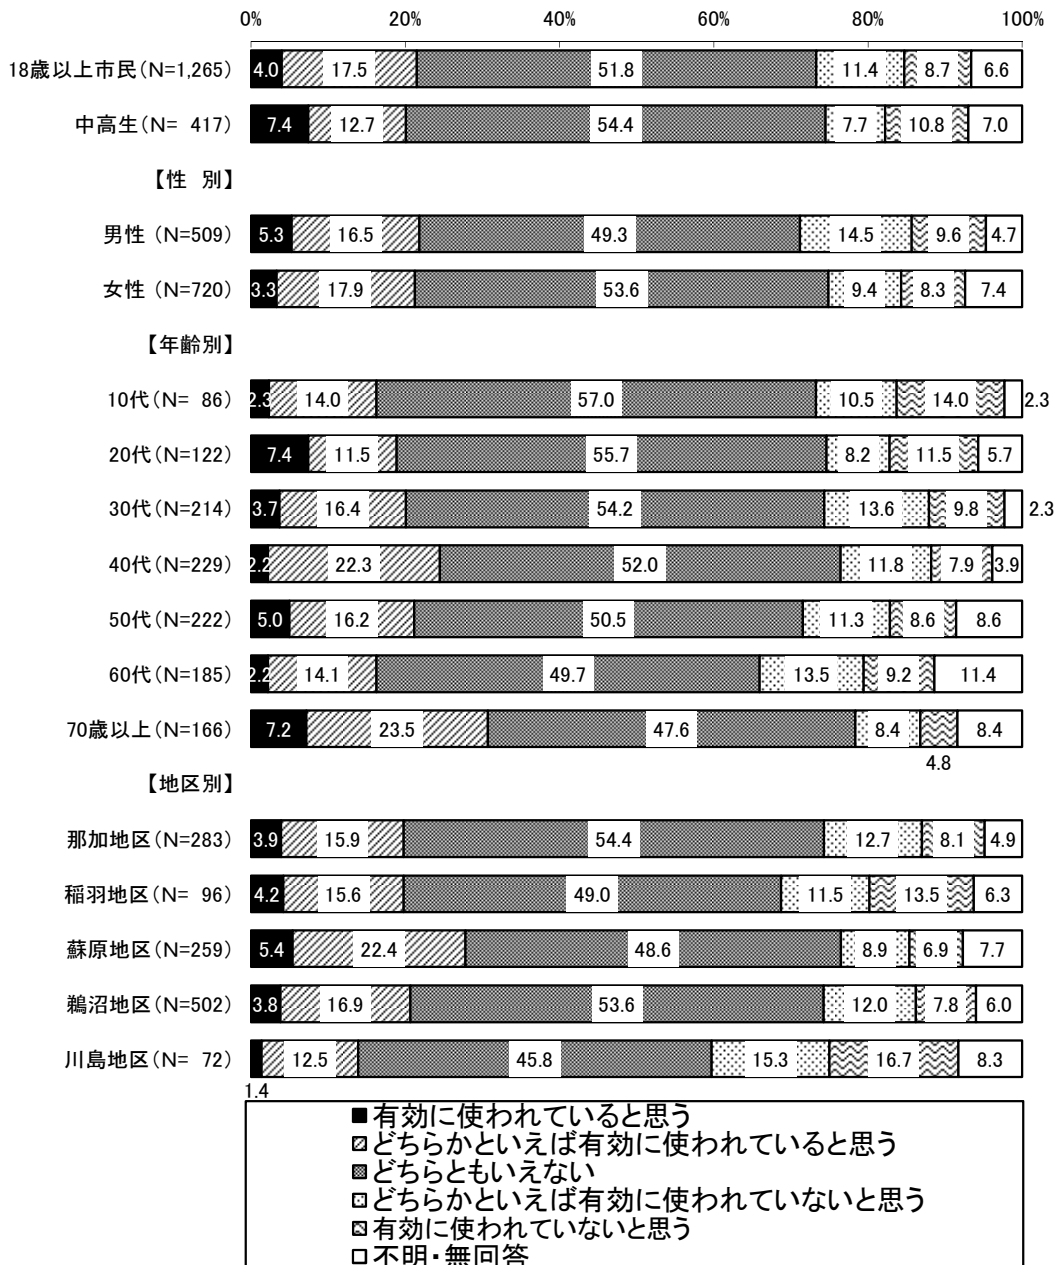 0% 20% 40% 60% 80% 100%
18歳以上市民(N=1,265) 4.0 17.5 51.8 11.4 8.7 6.6
中高生(N= 417) 7.4 12.7 54.4 7.7 10.8 7.0
【性 別】
男性 (N=509) 5.3 16.5 49.3 14.5 9.6 4.7
女性 (N=720) 3.3 17.9 53.6 9.4 8.3 7.4
【年齢別】
10代(N= 86) 2.3 14.0 57.0 10.5 14.0 2.3
20代(N=122) 7.4 11.5 55.7 8.2 11.5 5.7
30代(N=214) 3.7 16.4 54.2 13.6 9.8 2.3
40代(N=229) 2.2 22.3 52.0 11.8 7.9 3.9
50代(N=222) 5.0 16.2 50.5 11.3 8.6 8.6
60代(N=185) 2.2 14.1 49.7 13.5 9.2 11.4
70歳以上(N=166) 7.2 23.5 47.6 8.4 4.8 8.4
【地区別】
那加地区(N=283) 3.9 15.9 54.4 12.7 8.1 4.9
稲羽地区(N= 96) 4.2 15.6 49.0 11.5 13.5 6.3
蘇原地区(N=259) 5.4 22.4 48.6 8.9 6.9 7.7
鵜沼地区(N=502) 3.8 16.9 53.6 12.0 7.8 6.0
川島地区(N= 72) 1.4 12.5 45.8 15.3 16.7 8.3
有効に使われていると思う
どちらかといえば有効に使われていると思う
どちらともいえない
どちらかといえば有効に使われていないと思う
有効に使われていないと思う
不明・無回答